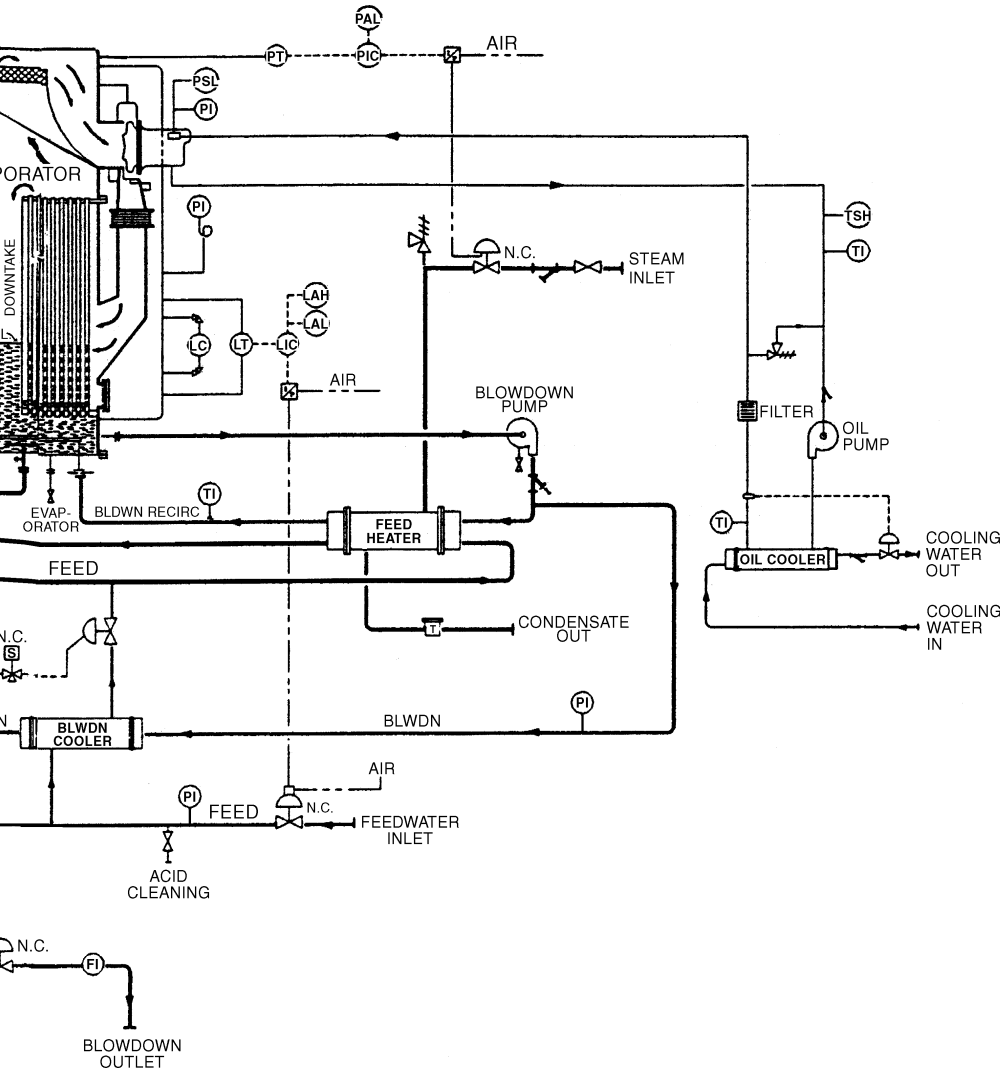 PAL
PT
PIC
I/P
AIR
PSL
PI
PORATOR
PI
DOWNTAKE
TSH
TI
N.C.
STEAM
INLET
LAH
LAL
LC
LT
LIC
AIR
BLOWDOWN
PUMP
FILTER
OIL
PUMP
EVAP-
ORATOR
BLDWN RECIRC
TI
FEED
HEATER
TI
OIL COOLER
COOLING
WATER
OUT
FEED
T
CONDENSATE
OUT
COOLING
WATER
IN
N.C.
S
N
BLWDN
COOLER
BLWDN
PI
AIR
PI
FEED
N.C.
FEEDWATER
INLET
ACID
CLEANING
N.C.
FI
BLOWDOWN
OUTLET